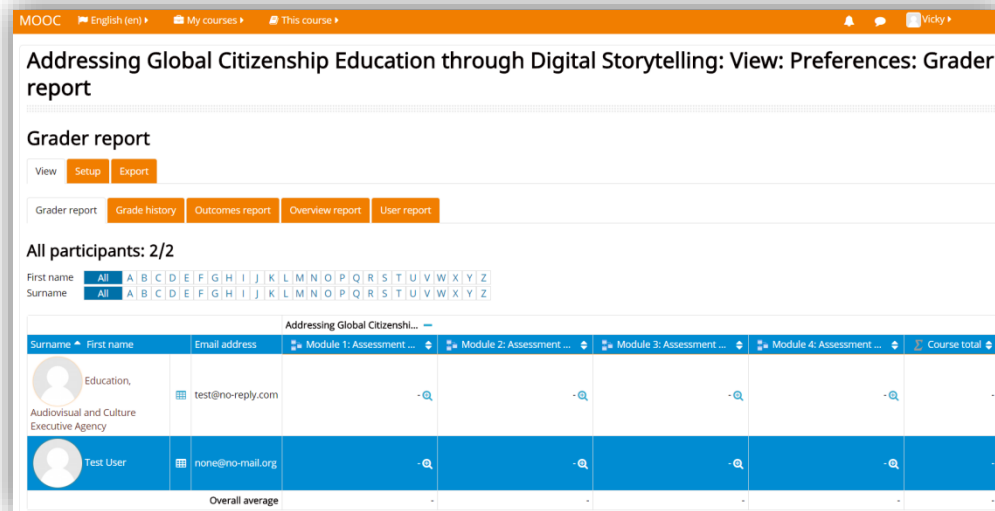 MOOC English (en) My courses This course Vicky
Addressing Global Citizenship Education through Digital Storytelling: View: Preferences: Grader
report
Grader report
View Setup Export
Grader report Grade history Outcomes report Overview report User report
All participants: 2/2
First name All A B C D E F G H I J K L M N O P Q R S T U V W X Y Z
Surname All A B C D E F G H I J K L M N O P Q R S T U V W X Y Z
Addressing Global Citizenshi...
Surname First name Email address Module 1: Assessment ... Module 2: Assessment ... Module 3: Assessment ... Module 4: Assessment ... Σ Course total
Education,
Audiovisual and Culture
Executive Agency
test@no-reply.com - - - - -
Test User none@no-mail.org - - - - -
Overall average - - - - -